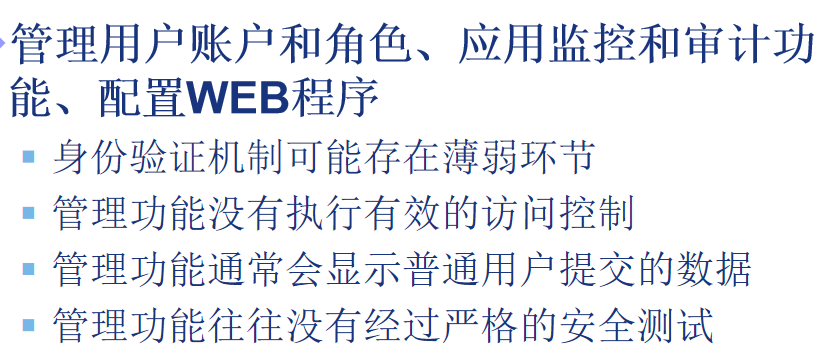 管理用户账户和角色、应用监控和审计功
能、配置WEB程序
身份验证机制可能存在薄弱环节
管理功能没有执行有效的访问控制
管理功能通常会显示普通用户提交的数据
管理功能往往没有经过严格的安全测试